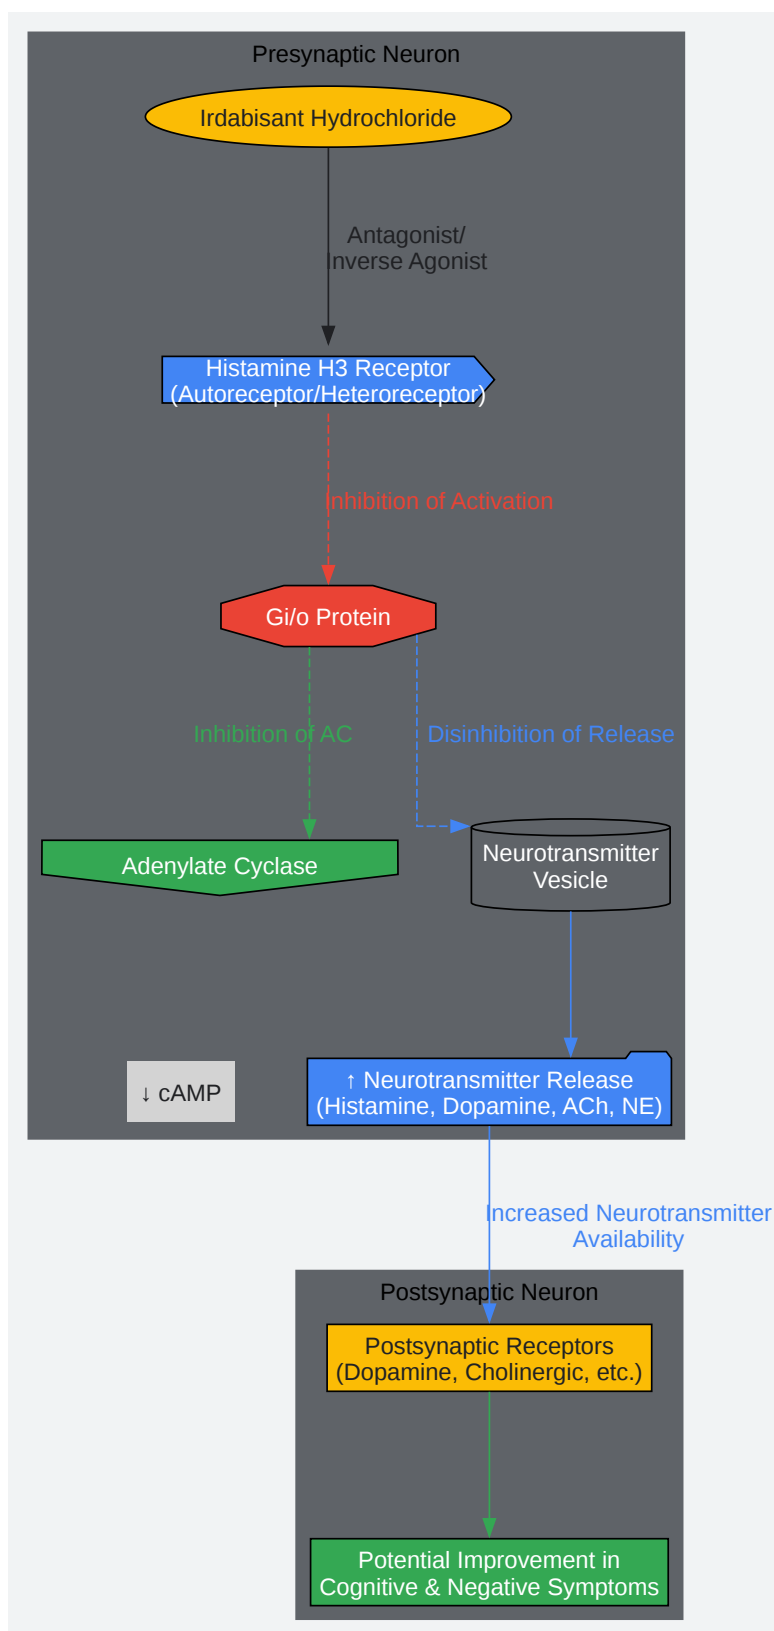 Presynaptic Neuron
Irdabisant Hydrochloride
Antagonist/
Inverse Agonist
Histamine H3 Receptor
(Autoreceptor/Heteroreceptor)
Inhibition of Activation
Gi/o Protein
Inhibition of AC
Disinhibition of Release
Adenylate Cyclase
Neurotransmitter
Vesicle
↓ cAMP
↑ Neurotransmitter Release
(Histamine, Dopamine, ACh, NE)
Increased Neurotransmitter
Availability
Postsynaptic Neuron
Postsynaptic Receptors
(Dopamine, Cholinergic, etc.)
Potential Improvement in
Cognitive & Negative Symptoms